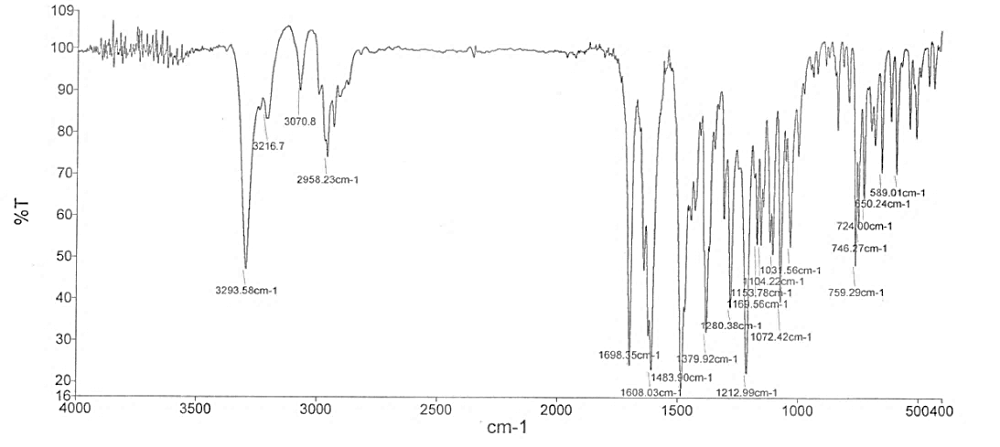 109
100
90
80
70
60
50
40
30
20
16
%T
3293.58cm-1
3216.7
3070.8
2958.23cm-1
1698.35cm-1
1608.03cm-1
1483.90cm-1
1379.92cm-1
1280.38cm-1
1212.99cm-1
1169.56cm-1
1153.78cm-1
1104.22cm-1
1072.42cm-1
1031.56cm-1
759.29cm-1
746.27cm-1
724.00cm-1
650.24cm-1
589.01cm-1
4000
3500
3000
2500
2000
1500
1000
500400
cm-1